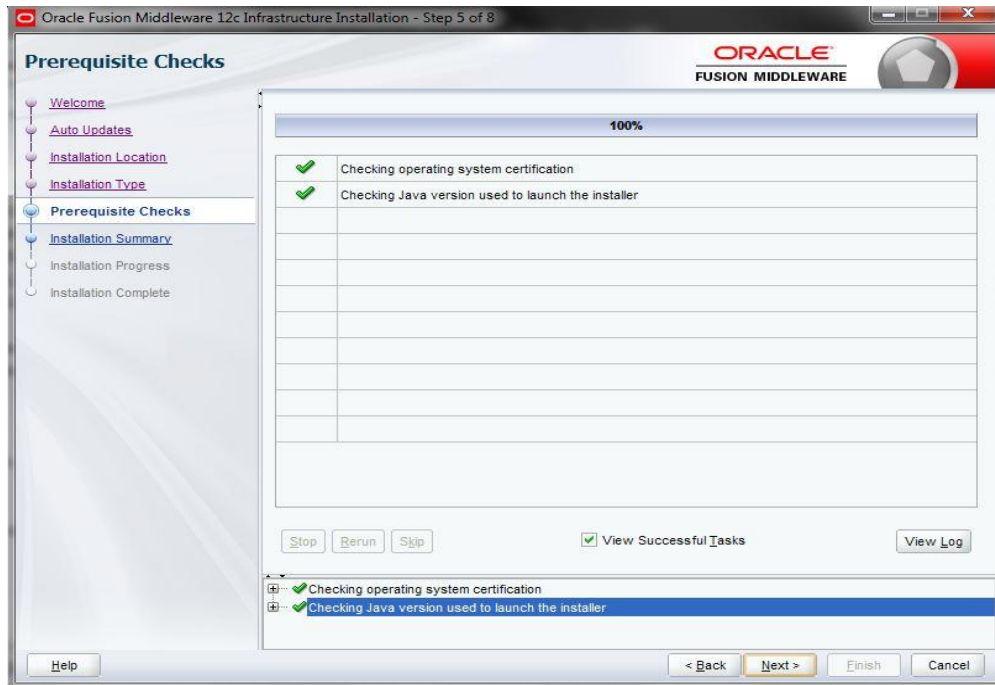 Oracle Fusion Middleware 12c Infrastructure Installation - Step 5 of 8
Prerequisite Checks
ORACLE
FUSION MIDDLEWARE
Welcome
Auto Updates
Installation Location
Installation Type
Prerequisite Checks
Installation Summary
Installation Progress
Installation Complete
100%
Checking operating system certification
Checking Java version used to launch the installer
Stop Rerun Skip View Successful Tasks View Log
Checking operating system certification
Checking Java version used to launch the installer
Help < Back Next > Finish Cancel